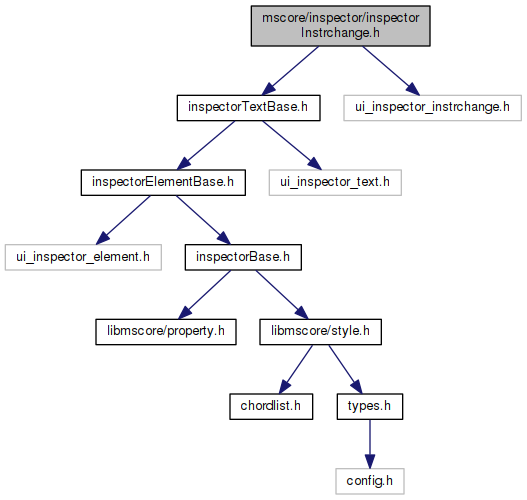 mscore/inspector/inspector
Instrchange.h
inspectorTextBase.h
ui_inspector_instrchange.h
inspectorElementBase.h
ui_inspector_text.h
ui_inspector_element.h
inspectorBase.h
libmscore/property.h
libmscore/style.h
chordlist.h
types.h
config.h